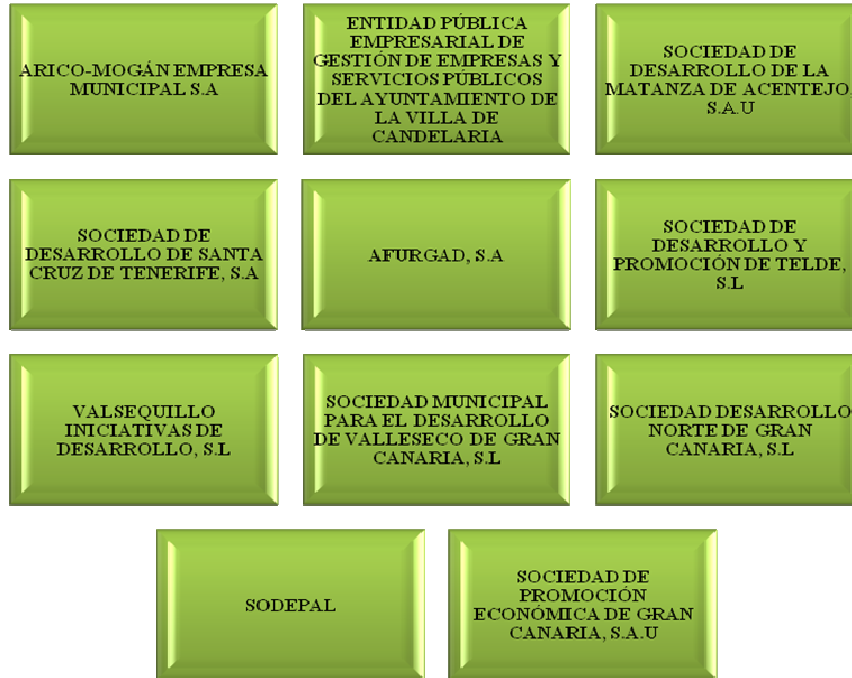 ARICO-MOGÁN EMPRESA
MUNICIPAL S.A
ENTIDAD PÚBLICA
EMPRESARIAL DE
GESTIÓN DE EMPRESAS Y
SERVICIOS PÚBLICOS
DEL AYUNTAMIENTO DE
LA VILLA DE
CANDELARIA
SOCIEDAD DE
DESARROLLO DE LA
MATANZA DE ACENTEJO,
S.A.U
SOCIEDAD DE
DESARROLLO DE SANTA
CRUZ DE TENERIFE, S.A
AFURGAD, S.A
SOCIEDAD DE
DESARROLLO Y
PROMOCIÓN DE TELDE,
S.L
VALSEQUILLO
INICIATIVAS DE
DESARROLLO, S.L
SOCIEDAD MUNICIPAL
PARA EL DESARROLLO
DE VALLESECO DE GRAN
CANARIA, S.L
SOCIEDAD DESARROLLO
NORTE DE GRAN
CANARIA, S.L
SODEPAL
SOCIEDAD DE
PROMOCIÓN
ECONÓMICA DE GRAN
CANARIA, S.A.U